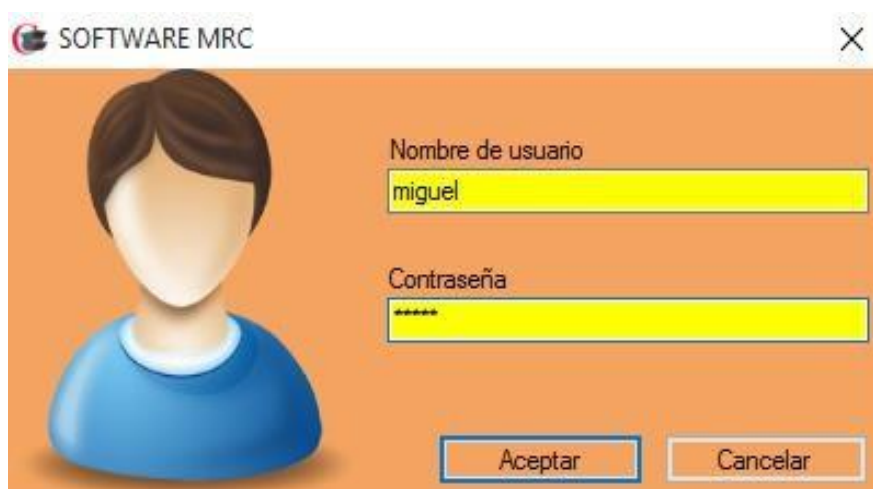 SOFTWARE MRC
Nombre de usuario
miguel
Contraseña
*****
Aceptar
Cancelar